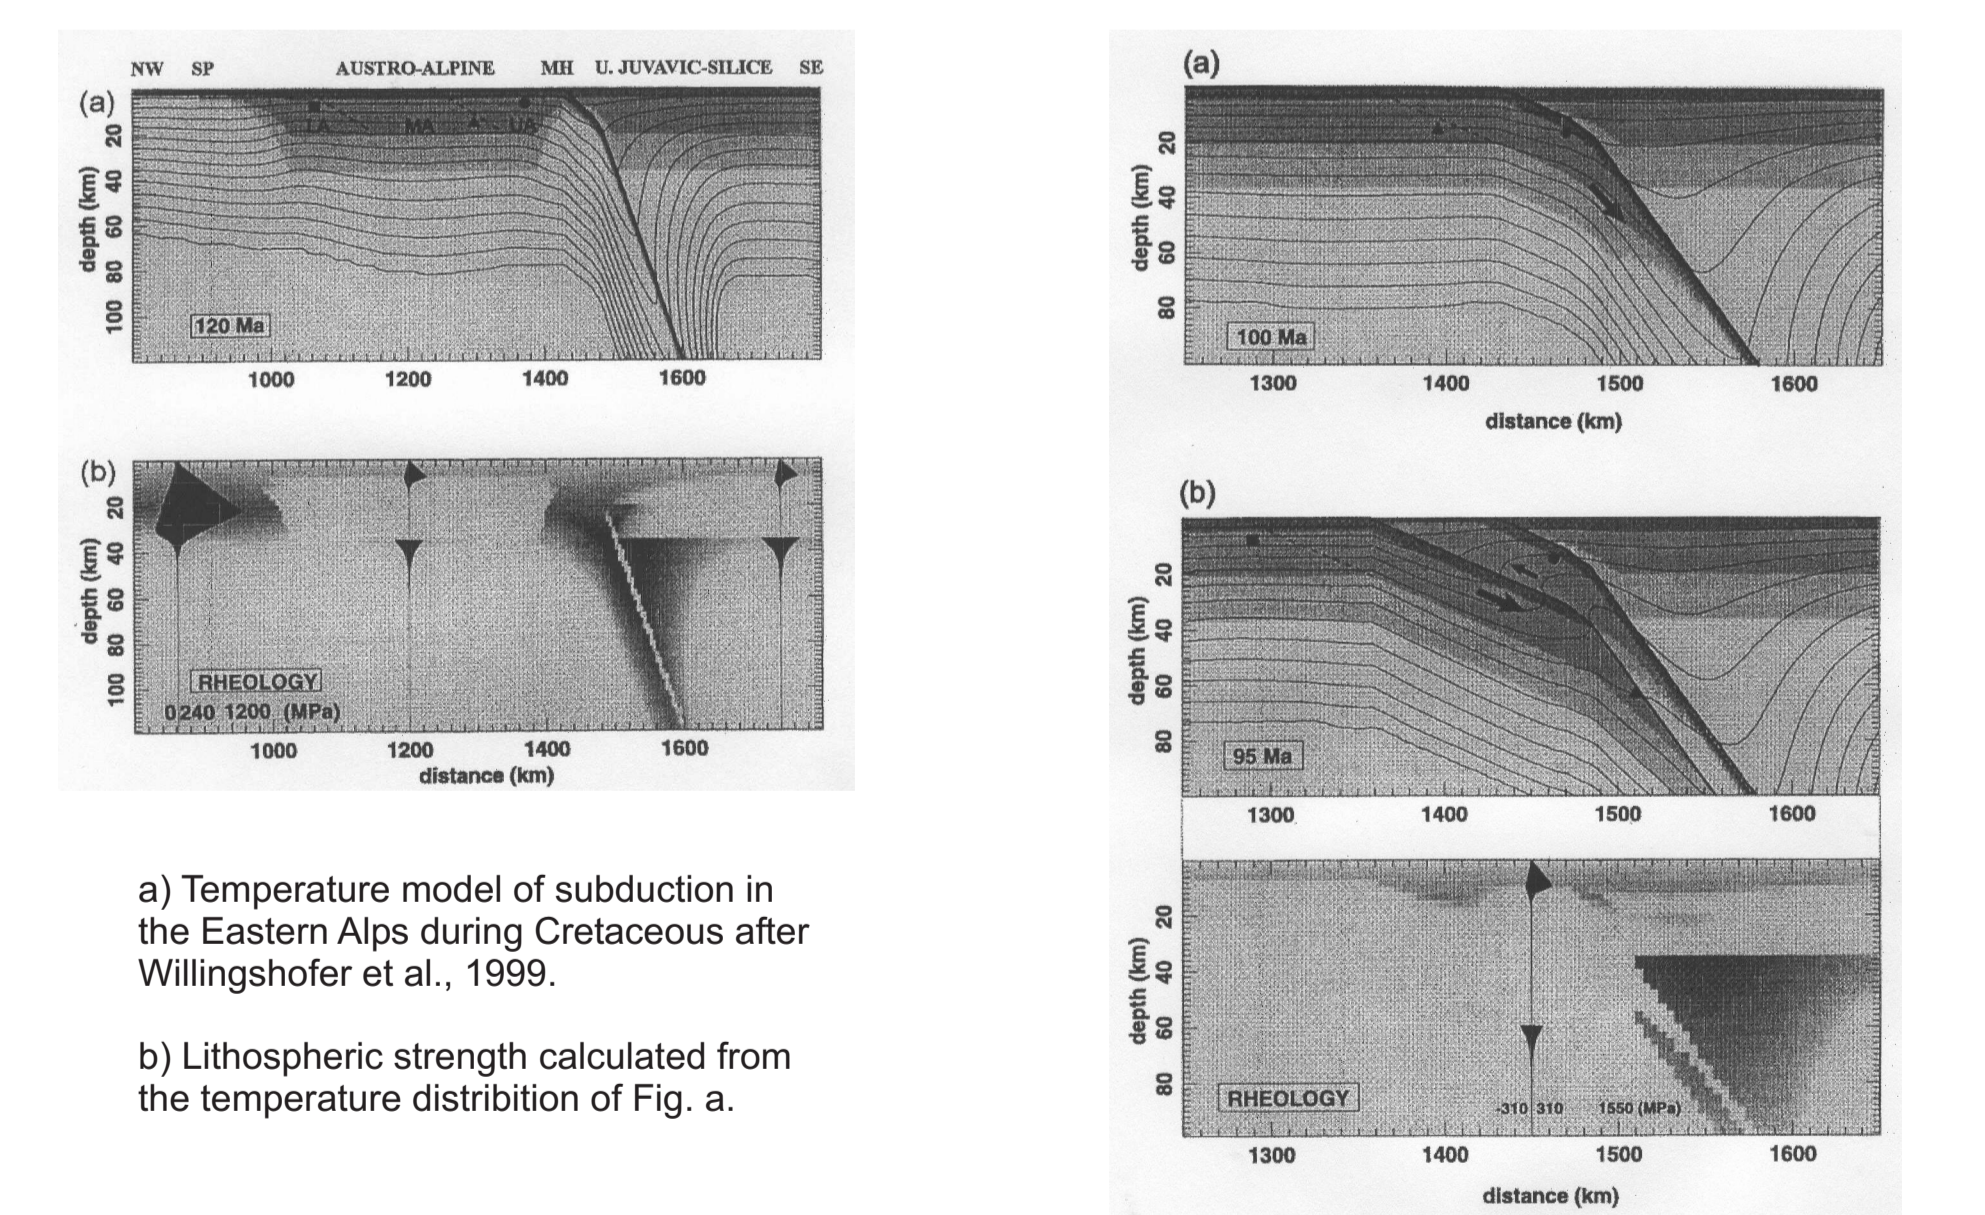 NW SP AUSTRO-ALPINE MH U. JUVAVIC-SILICE SE
(a)
LA MA UA
depth (km)
20
40
60
80
100
120 Ma
1000 1200 1400 1600
(b)
depth (km)
20
40
60
80
100
RHEOLOGY
0 240 1200 (MPa)
1000 1200 1400 1600
distance (km)
a) Temperature model of subduction in
the Eastern Alps during Cretaceous after
Willingshofer et al., 1999.
b) Lithospheric strength calculated from
the temperature distribition of Fig. a.
(a)
depth (km)
20
40
60
80
100 Ma
1300 1400 1500 1600
distance (km)
(b)
depth (km)
20
40
60
80
95 Ma
1300 1400 1500 1600
depth (km)
20
40
60
80
RHEOLOGY
-310 310 1550 (MPa)
1300 1400 1500 1600
distance (km)